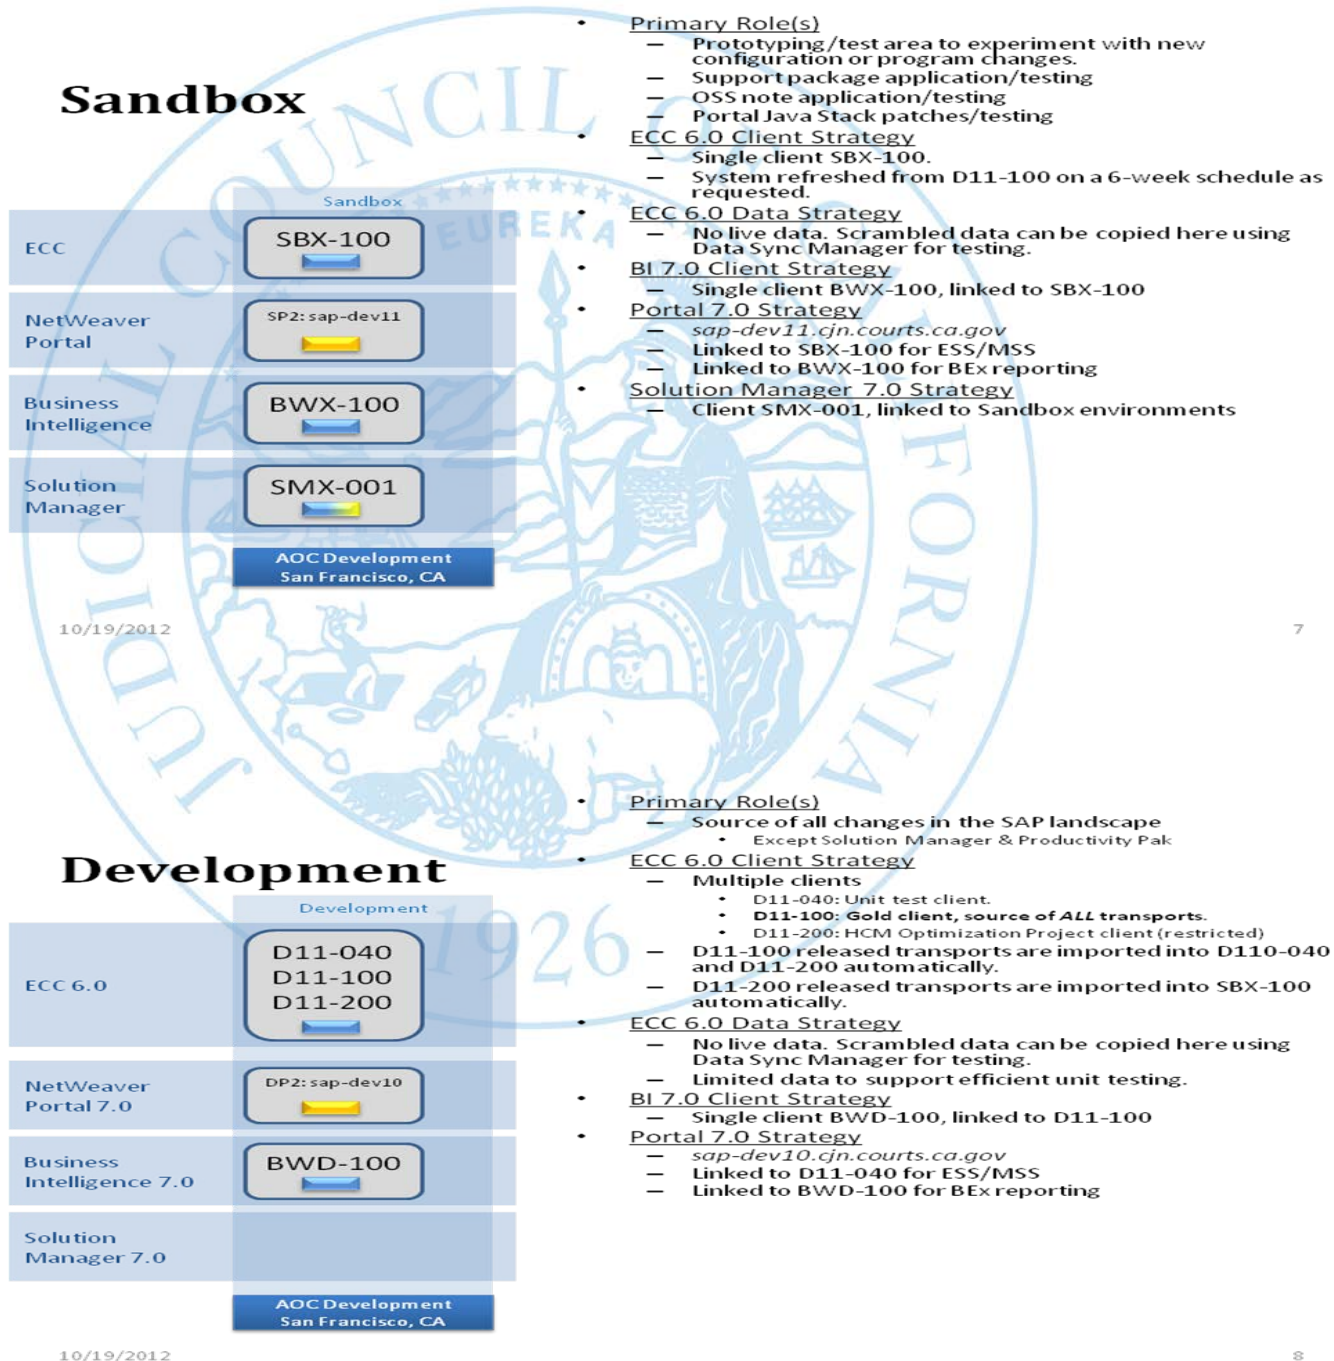 Sandbox
Sandbox
ECC
SBX-100
NetWeaver
Portal
SP2: sap-dev11
Business
Intelligence
BWX-100
Solution
Manager
SMX-001
AOC Development
San Francisco, CA
• Primary Role(s)
– Prototyping/test area to experiment with new
configuration or program changes.
– Support package application/testing
– OSS note application/testing
– Portal Java Stack patches/testing
• ECC 6.0 Client Strategy
– Single client SBX-100.
– System refreshed from D11-100 on a 6-week schedule as
requested.
• ECC 6.0 Data Strategy
– No live data. Scrambled data can be copied here using
Data Sync Manager for testing.
• BI 7.0 Client Strategy
– Single client BWX-100, linked to SBX-100
• Portal 7.0 Strategy
– sap-dev11.cjn.courts.ca.gov
– Linked to SBX-100 for ESS/MSS
– Linked to BWX-100 for BEx reporting
• Solution Manager 7.0 Strategy
– Client SMX-001, linked to Sandbox environments
10/19/2012
7
JUDICIAL COUNCIL OF CALIFORNIA
EUREKA
1926
Development
Development
ECC 6.0
D11-040
D11-100
D11-200
NetWeaver
Portal 7.0
DP2: sap-dev10
Business
Intelligence 7.0
BWD-100
Solution
Manager 7.0
AOC Development
San Francisco, CA
• Primary Role(s)
– Source of all changes in the SAP landscape
• Except Solution Manager & Productivity Pak
• ECC 6.0 Client Strategy
– Multiple clients
• D11-040: Unit test client.
• D11-100: Gold client, source of ALL transports.
• D11-200: HCM Optimization Project client (restricted)
– D11-100 released transports are imported into D110-040
and D11-200 automatically.
– D11-200 released transports are imported into SBX-100
automatically.
• ECC 6.0 Data Strategy
– No live data. Scrambled data can be copied here using
Data Sync Manager for testing.
– Limited data to support efficient unit testing.
• BI 7.0 Client Strategy
– Single client BWD-100, linked to D11-100
• Portal 7.0 Strategy
– sap-dev10.cjn.courts.ca.gov
– Linked to D11-040 for ESS/MSS
– Linked to BWD-100 for BEx reporting
10/19/2012
8